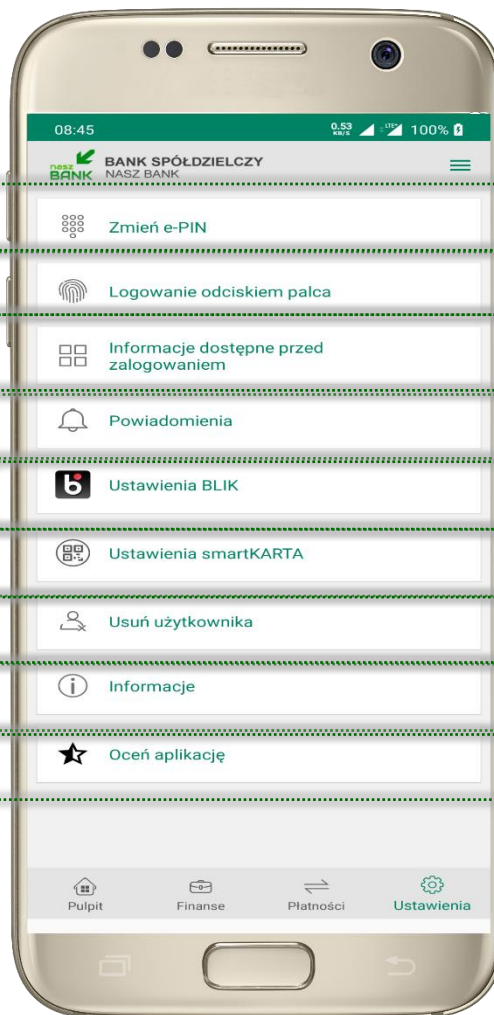 08:45
0.53 KB/S LTE+ 100%
nasz BANK
BANK SPÓŁDZIELCZY
NASZ BANK
Zmień e-PIN
Logowanie odciskiem palca
Informacje dostępne przed
zalogowaniem
Powiadomienia
Ustawienia BLIK
Ustawienia smartKARTA
Usuń użytkownika
Informacje
Oceń aplikację
Pulpit
Finanse
Płatności
Ustawienia